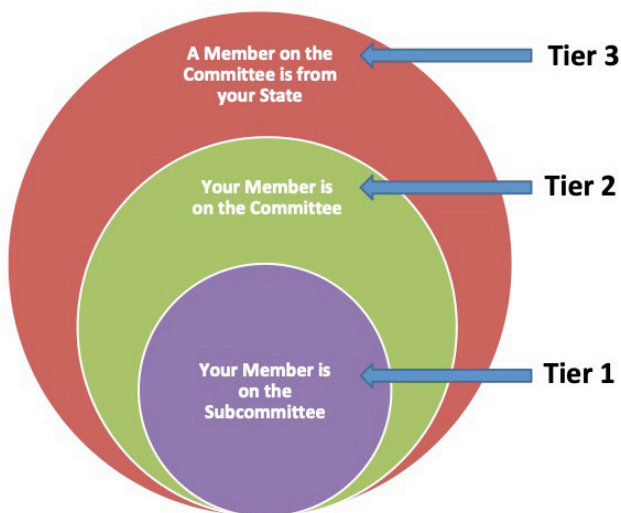 A Member on the
Committee is from
your State
Tier 3
Your Member is
on the Committee
Tier 2
Your Member is
on the
Subcommittee
Tier 1